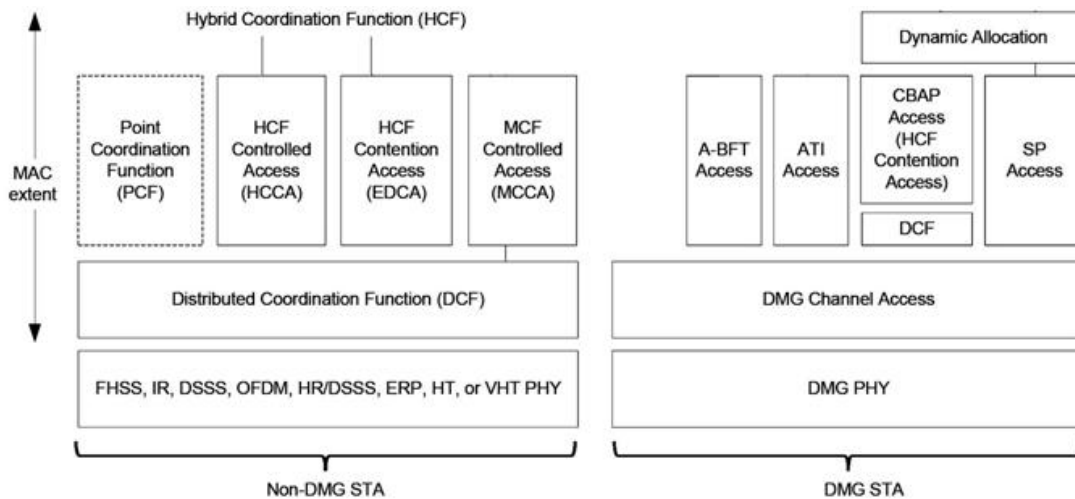 Hybrid Coordination Function (HCF)
Dynamic Allocation
MAC
extent
Point
Coordination
Function
(PCF)
HCF
Controlled
Access
(HCCA)
HCF
Contention
Access
(EDCA)
MCF
Controlled
Access
(MCCA)
A-BFT
Access
ATI
Access
CBAP
Access
(HCF
Contention
Access)
DCF
SP
Access
Distributed Coordination Function (DCF)
DMG Channel Access
FHSS, IR, DSSS, OFDM, HR/DSSS, ERP, HT, or VHT PHY
DMG PHY
Non-DMG STA
DMG STA